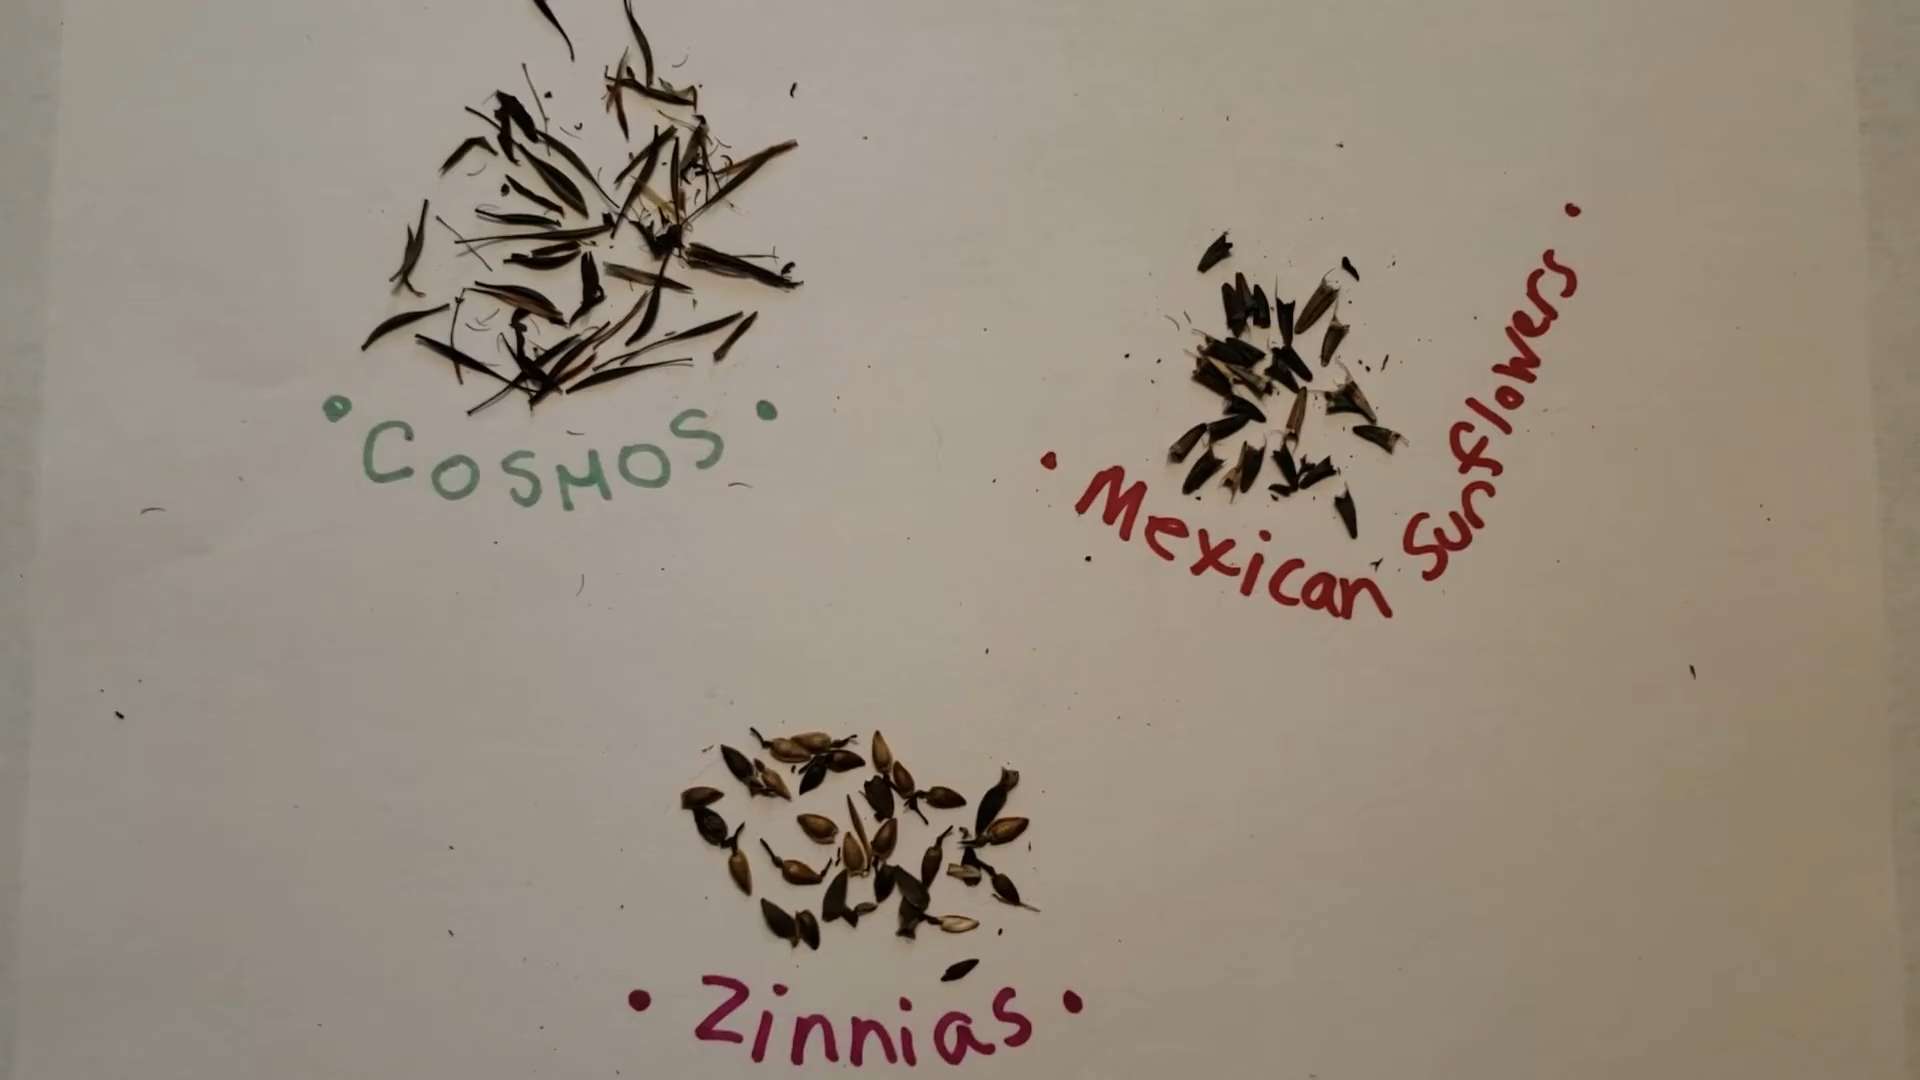 • COSMOS •
• Mexican Sunflowers •
• Zinnias •